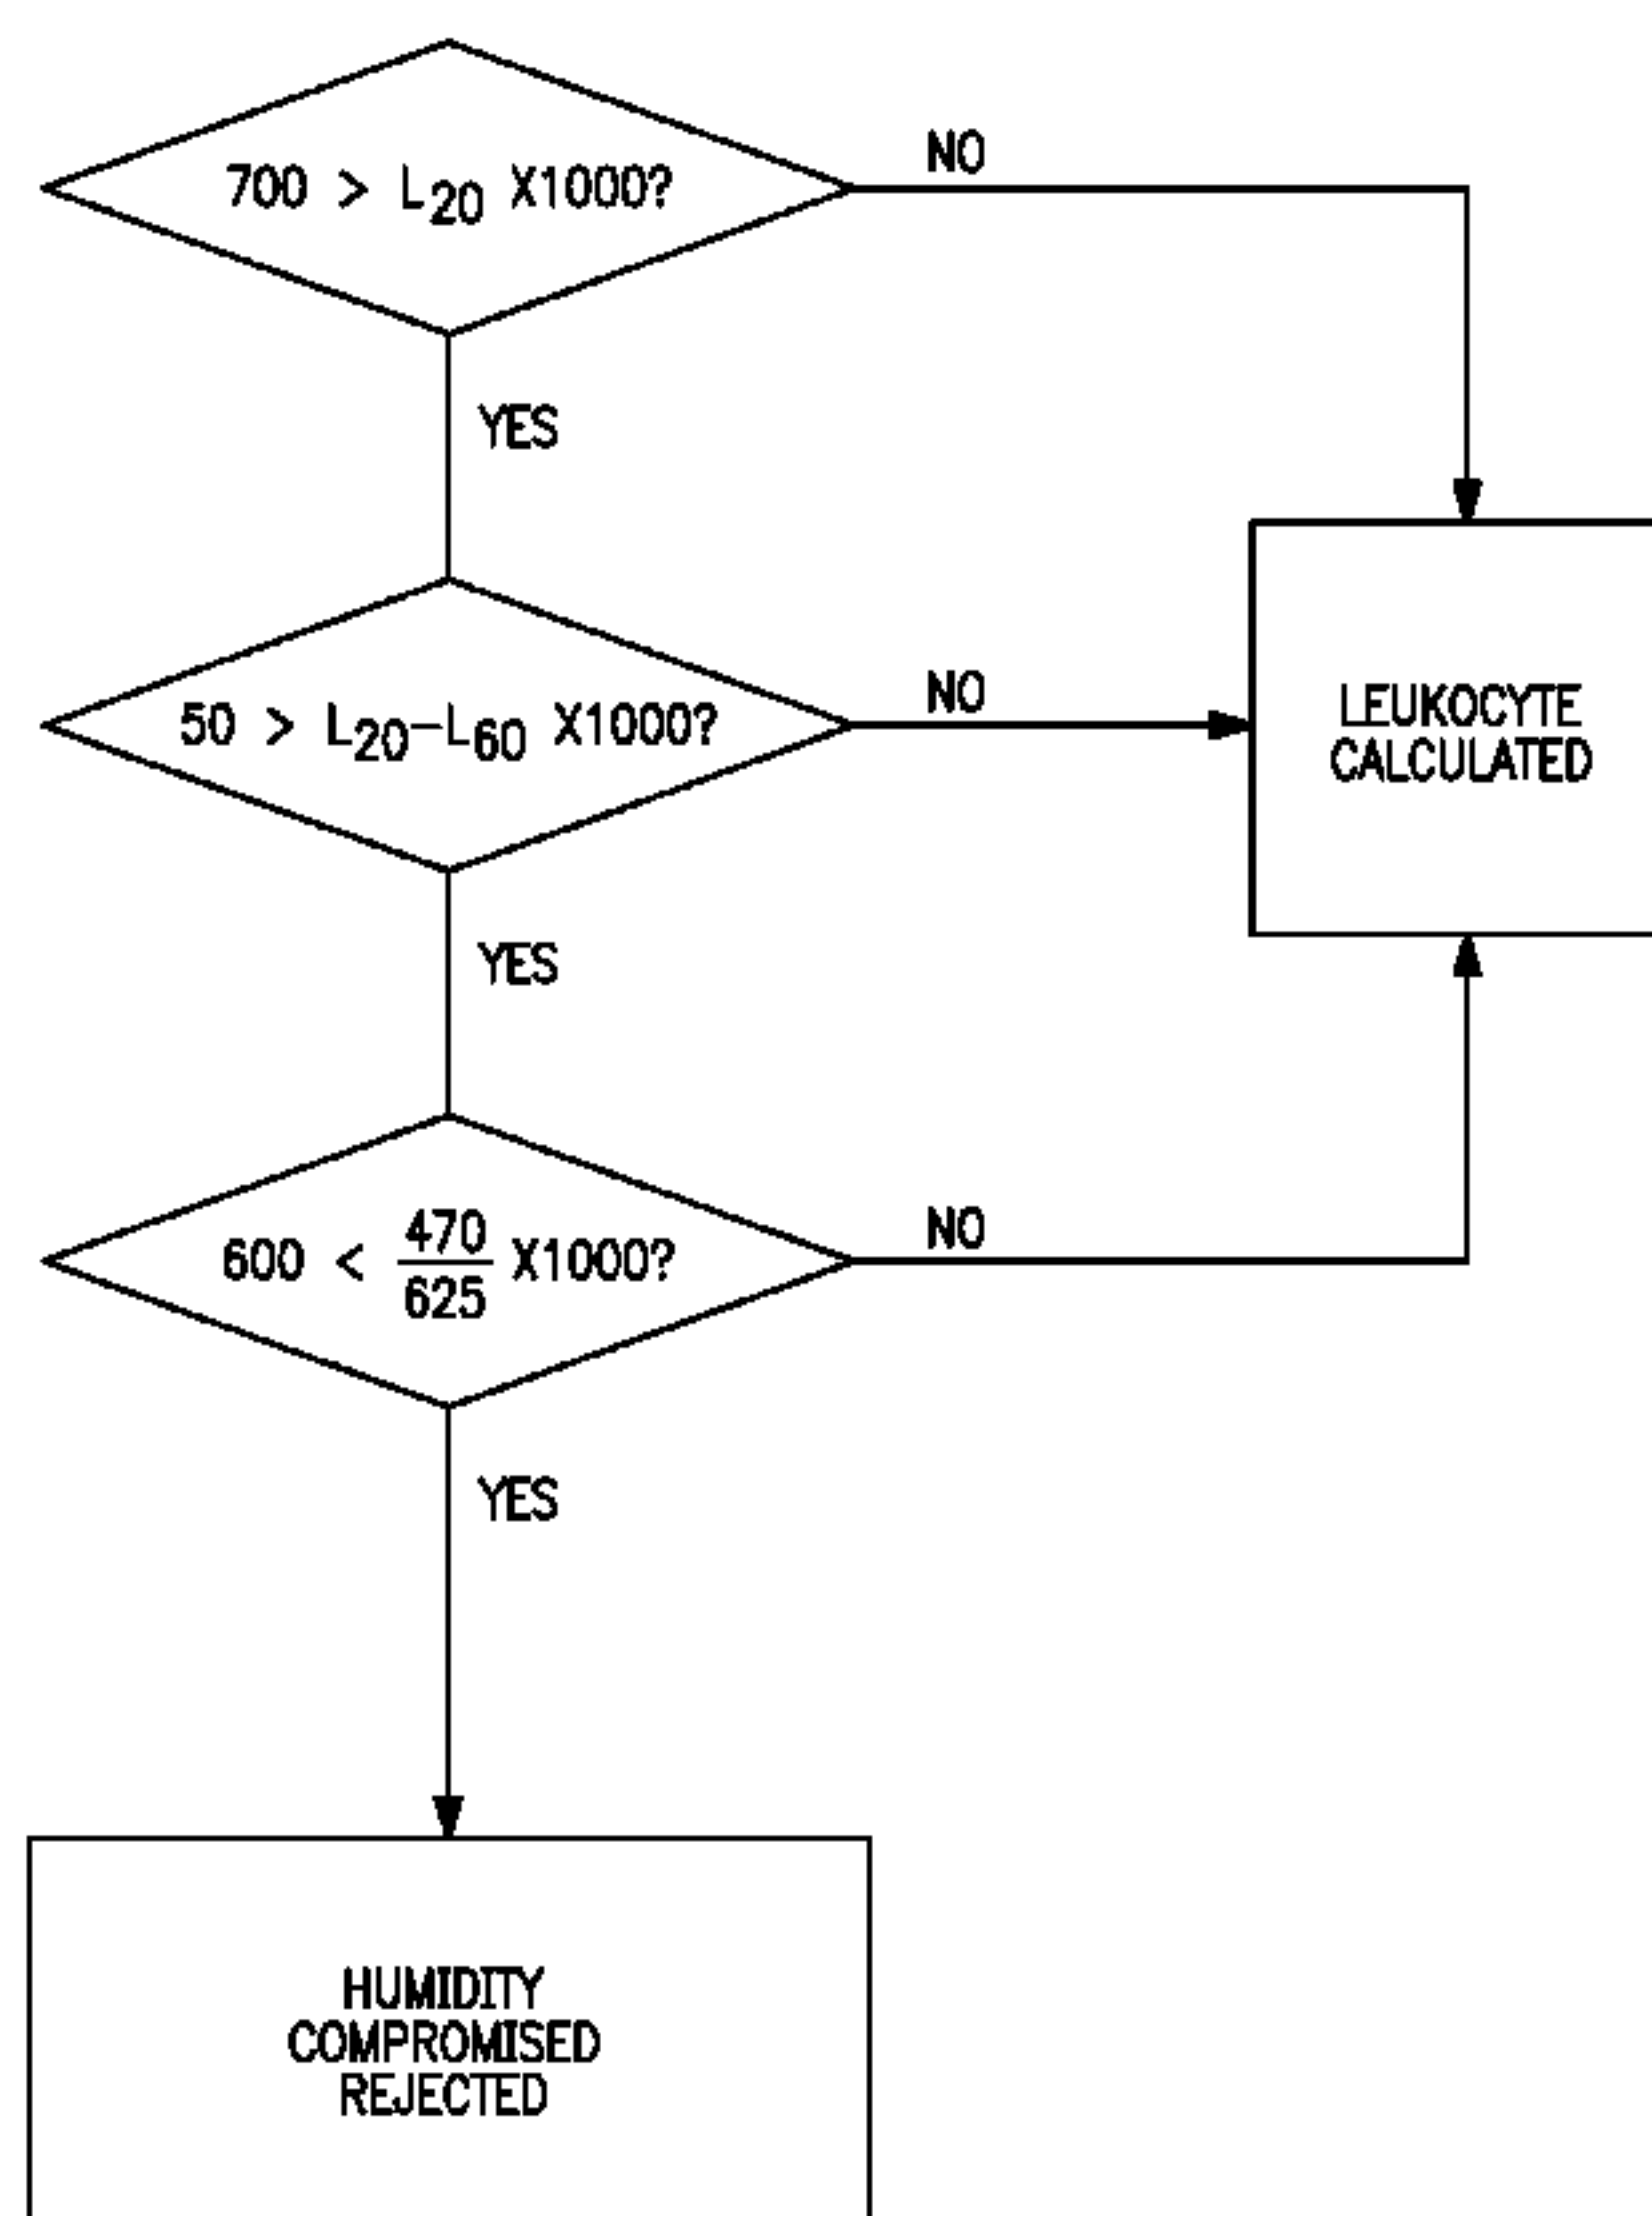 700 > L20 X1000?
NO
YES
50 > L20-L60 X1000?
NO
LEUKOCYTE
CALCULATED
YES
600 < 470/625 X1000?
NO
YES
HUMIDITY
COMPROMISED
REJECTED